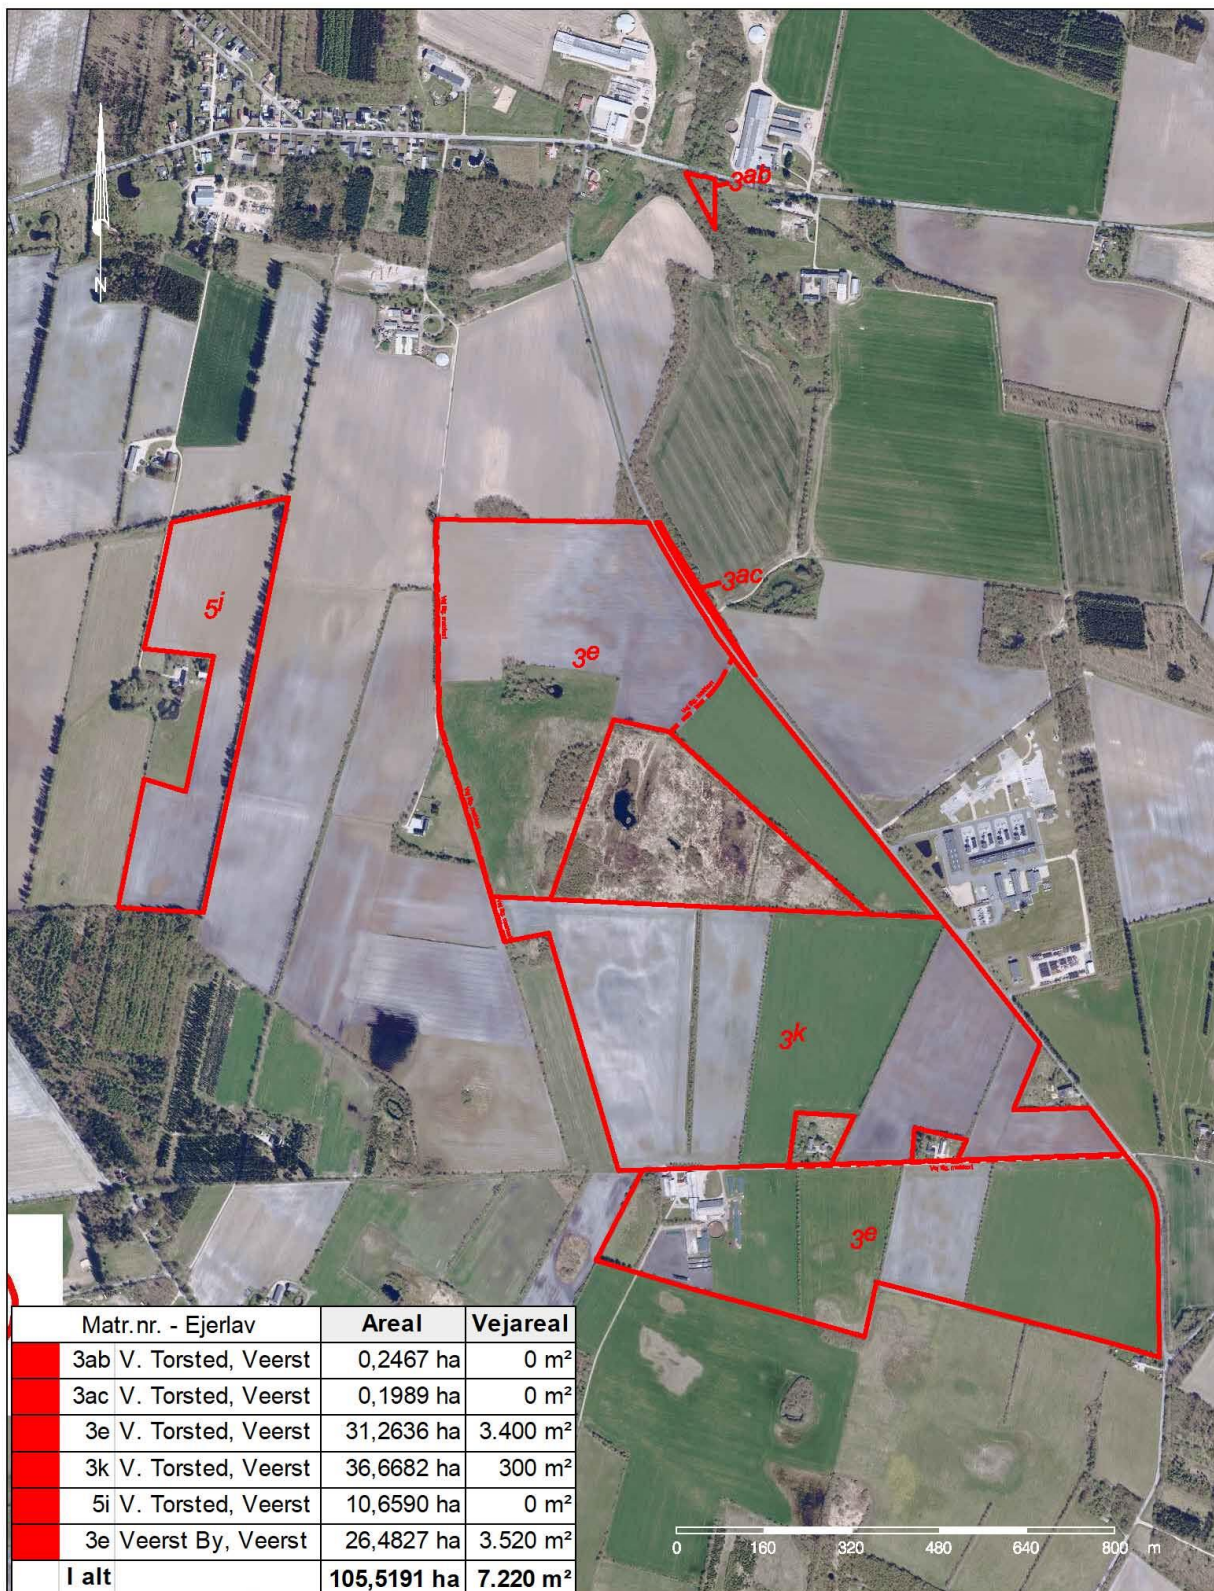 3ab
N
3ac
5i
3e
3k
3e
Matr.nr. - Ejerlav Areal Vejareal
3ab V. Torsted, Veerst 0,2467 ha 0 m²
3ac V. Torsted, Veerst 0,1989 ha 0 m²
3e V. Torsted, Veerst 31,2636 ha 3.400 m²
3k V. Torsted, Veerst 36,6682 ha 300 m²
5i V. Torsted, Veerst 10,6590 ha 0 m²
3e Veerst By, Veerst 26,4827 ha 3.520 m²
I alt 105,5191 ha 7.220 m²
0 160 320 480 640 800 m